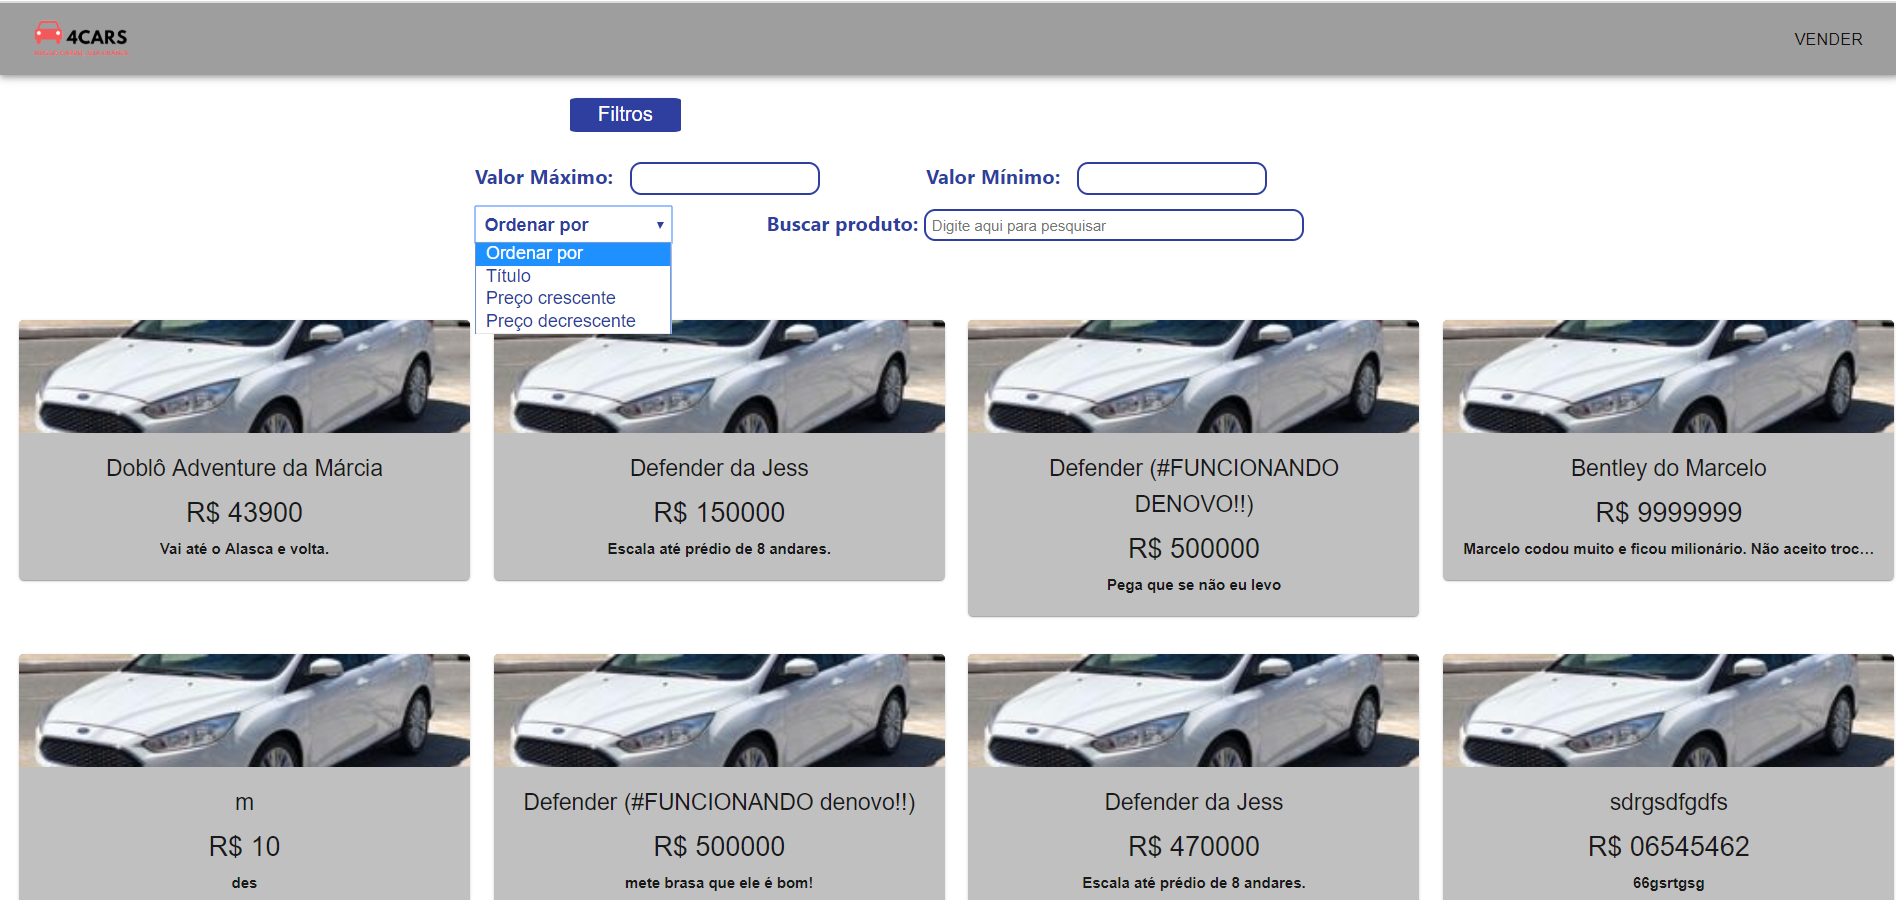 4CARS
VENDER
Filtros
Valor Máximo:
Valor Mínimo:
Ordenar por
Buscar produto: Digite aqui para pesquisar
Ordenar por
Título
Preço crescente
Preço decrescente
Doblô Adventure da Márcia
R$ 43900
Vai até o Alasca e volta.
Defender da Jess
R$ 150000
Escala até prédio de 8 andares.
Defender (#FUNCIONANDO
DENOVO!!)
R$ 500000
Pega que se não eu levo
Bentley do Marcelo
R$ 9999999
Marcelo codou muito e ficou milionário. Não aceito troc...
m
R$ 10
des
Defender (#FUNCIONANDO denovo!!)
R$ 500000
mete brasa que ele é bom!
Defender da Jess
R$ 470000
Escala até prédio de 8 andares.
sdrgsdfgdfs
R$ 06545462
66gsrtgsg